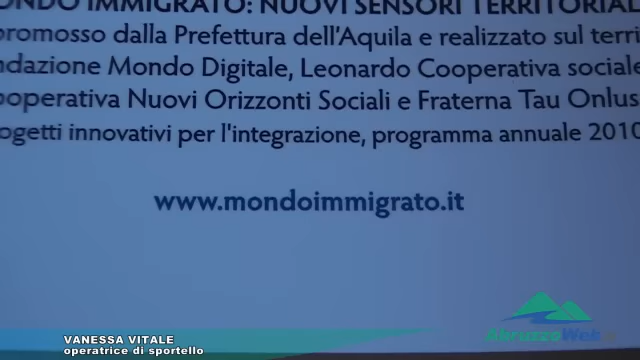 ONDO IMMIGRATO: NUOVI SENSORI TERRITORIAL
promosso dalla Prefettura dell'Aquila e realizzato sul terri
ndazione Mondo Digitale, Leonardo Cooperativa sociale
ooperativa Nuovi Orizzonti Sociali e Fraterna Tau Onlus
ogetti innovativi per l'integrazione, programma annuale 2010
www.mondoimmigrato.it
AbruzzoWeb.it
VANESSA VITALE
operatrice di sportello